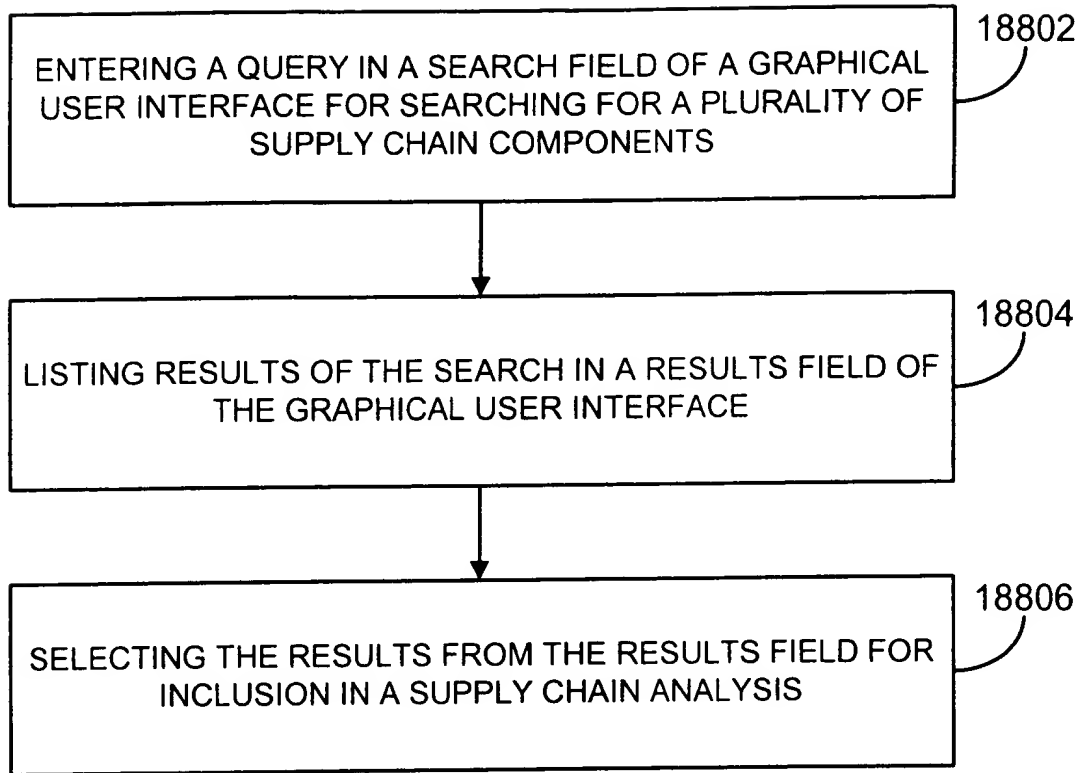 18802
ENTERING A QUERY IN A SEARCH FIELD OF A GRAPHICAL
USER INTERFACE FOR SEARCHING FOR A PLURALITY OF
SUPPLY CHAIN COMPONENTS
18804
LISTING RESULTS OF THE SEARCH IN A RESULTS FIELD OF
THE GRAPHICAL USER INTERFACE
18806
SELECTING THE RESULTS FROM THE RESULTS FIELD FOR
INCLUSION IN A SUPPLY CHAIN ANALYSIS